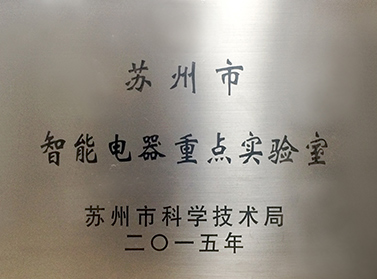 苏州市
智能电器重点实验室
苏州市科学技术局
二〇一五年